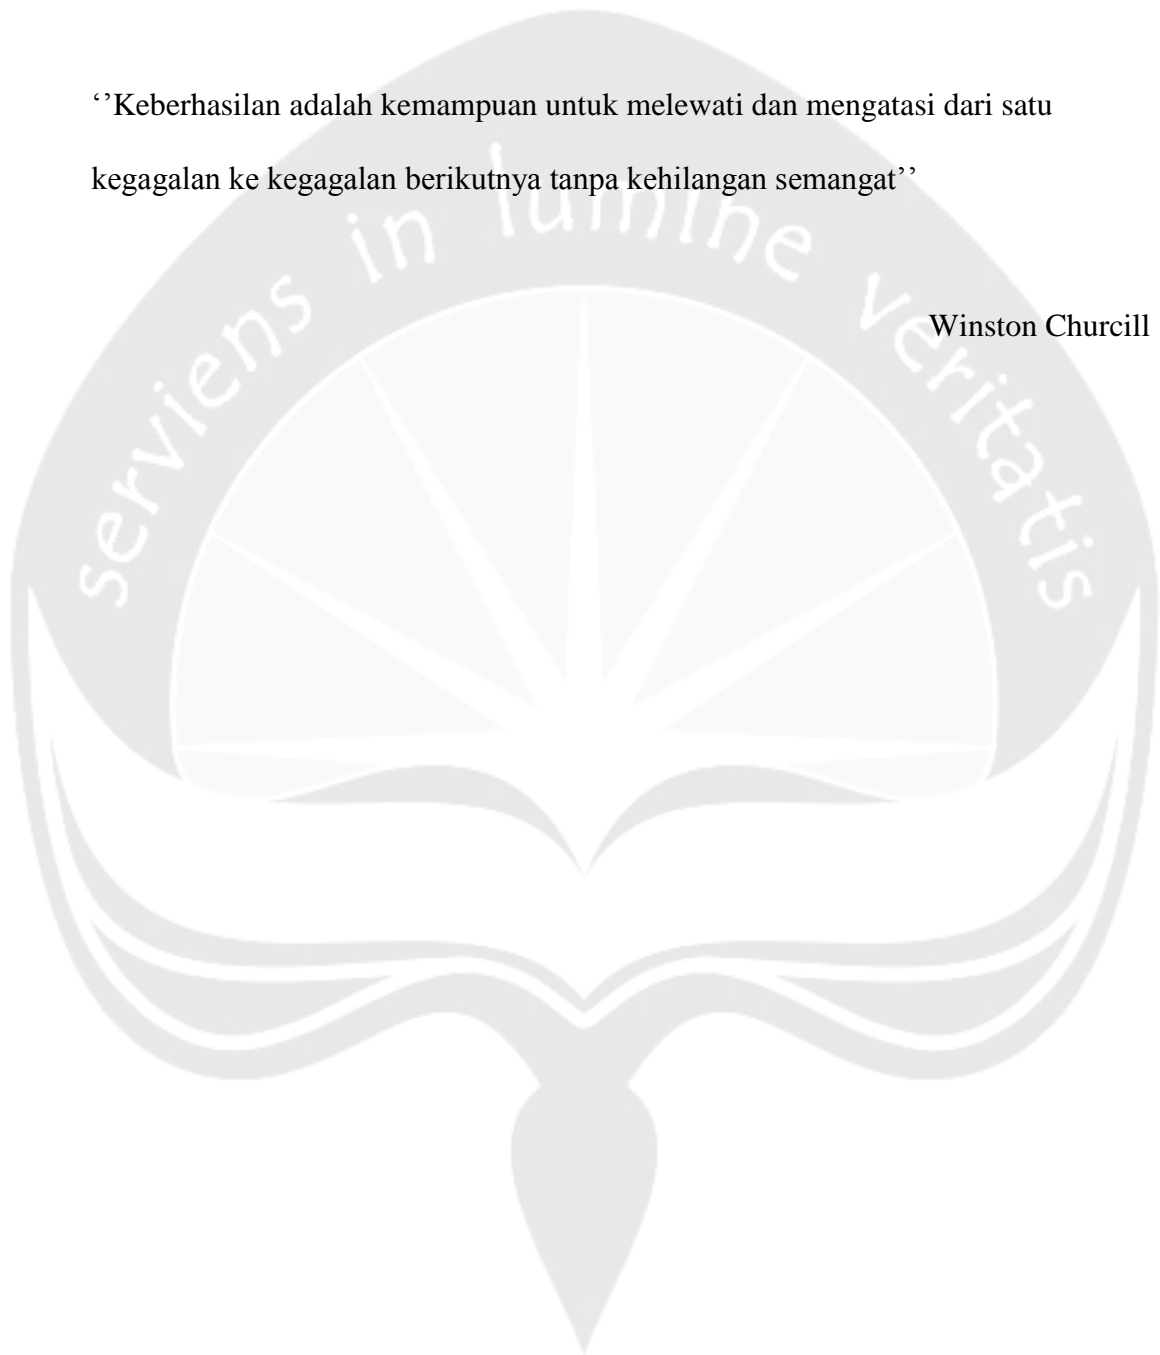 ‘’Keberhasilan adalah kemampuan untuk melewati dan mengatasi dari satu
kegagalan ke kegagalan berikutnya tanpa kehilangan semangat’’
Winston Churcill
serviens in lumine veritatis